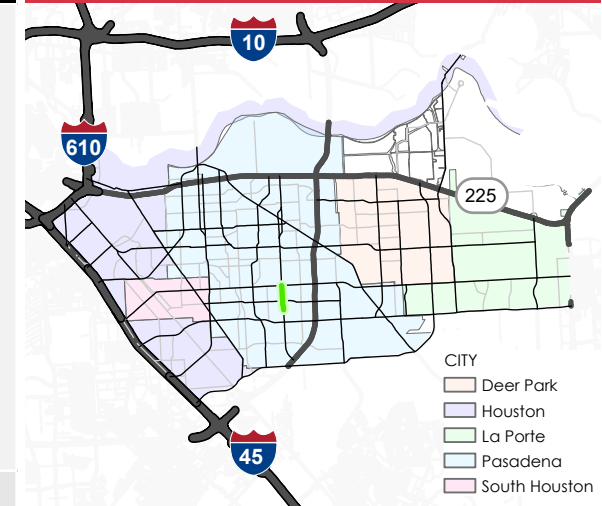 10
610
225
CITY
Deer Park
Houston
La Porte
Pasadena
South Houston
45